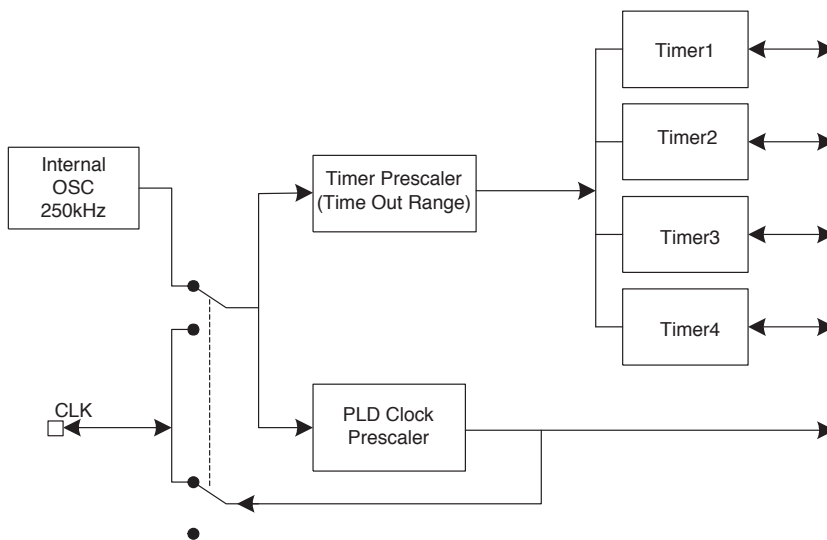 Timer1
Timer2
Internal
OSC
250kHz
Timer Prescaler
(Time Out Range)
Timer3
Timer4
CLK
PLD Clock
Prescaler